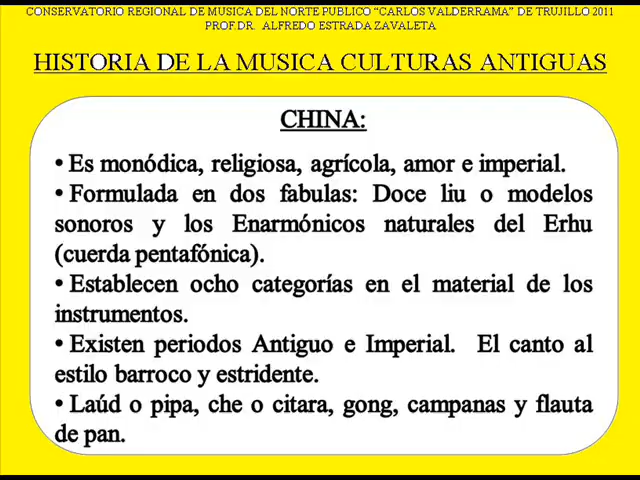 CONSERVATORIO REGIONAL DE MUSICA DEL NORTE PUBLICO “CARLOS VALDERRAMA” DE TRUJILLO 2011
PROF.DR. ALFREDO ESTRADA ZAVALETA
HISTORIA DE LA MUSICA CULTURAS ANTIGUAS
CHINA:
• Es monódica, religiosa, agrícola, amor e imperial.
• Formulada en dos fabulas: Doce liu o modelos
sonoros y los Enarmónicos naturales del Erhu
(cuerda pentafónica).
• Establecen ocho categorías en el material de los
instrumentos.
• Existen periodos Antiguo e Imperial. El canto al
estilo barroco y estridente.
• Laúd o pipa, che o citara, gong, campanas y flauta
de pan.